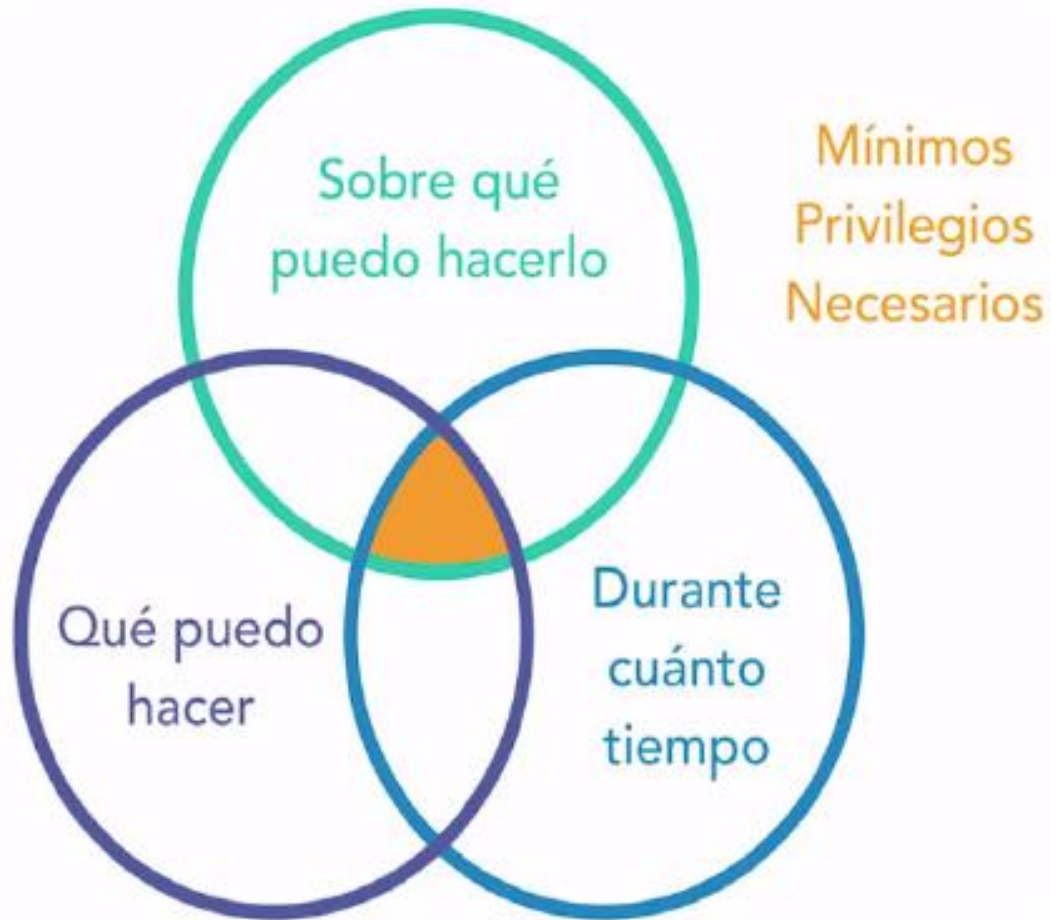 Sobre qué
puedo hacerlo
Mínimos
Privilegios
Necesarios
Qué puedo
hacer
Durante
cuánto
tiempo